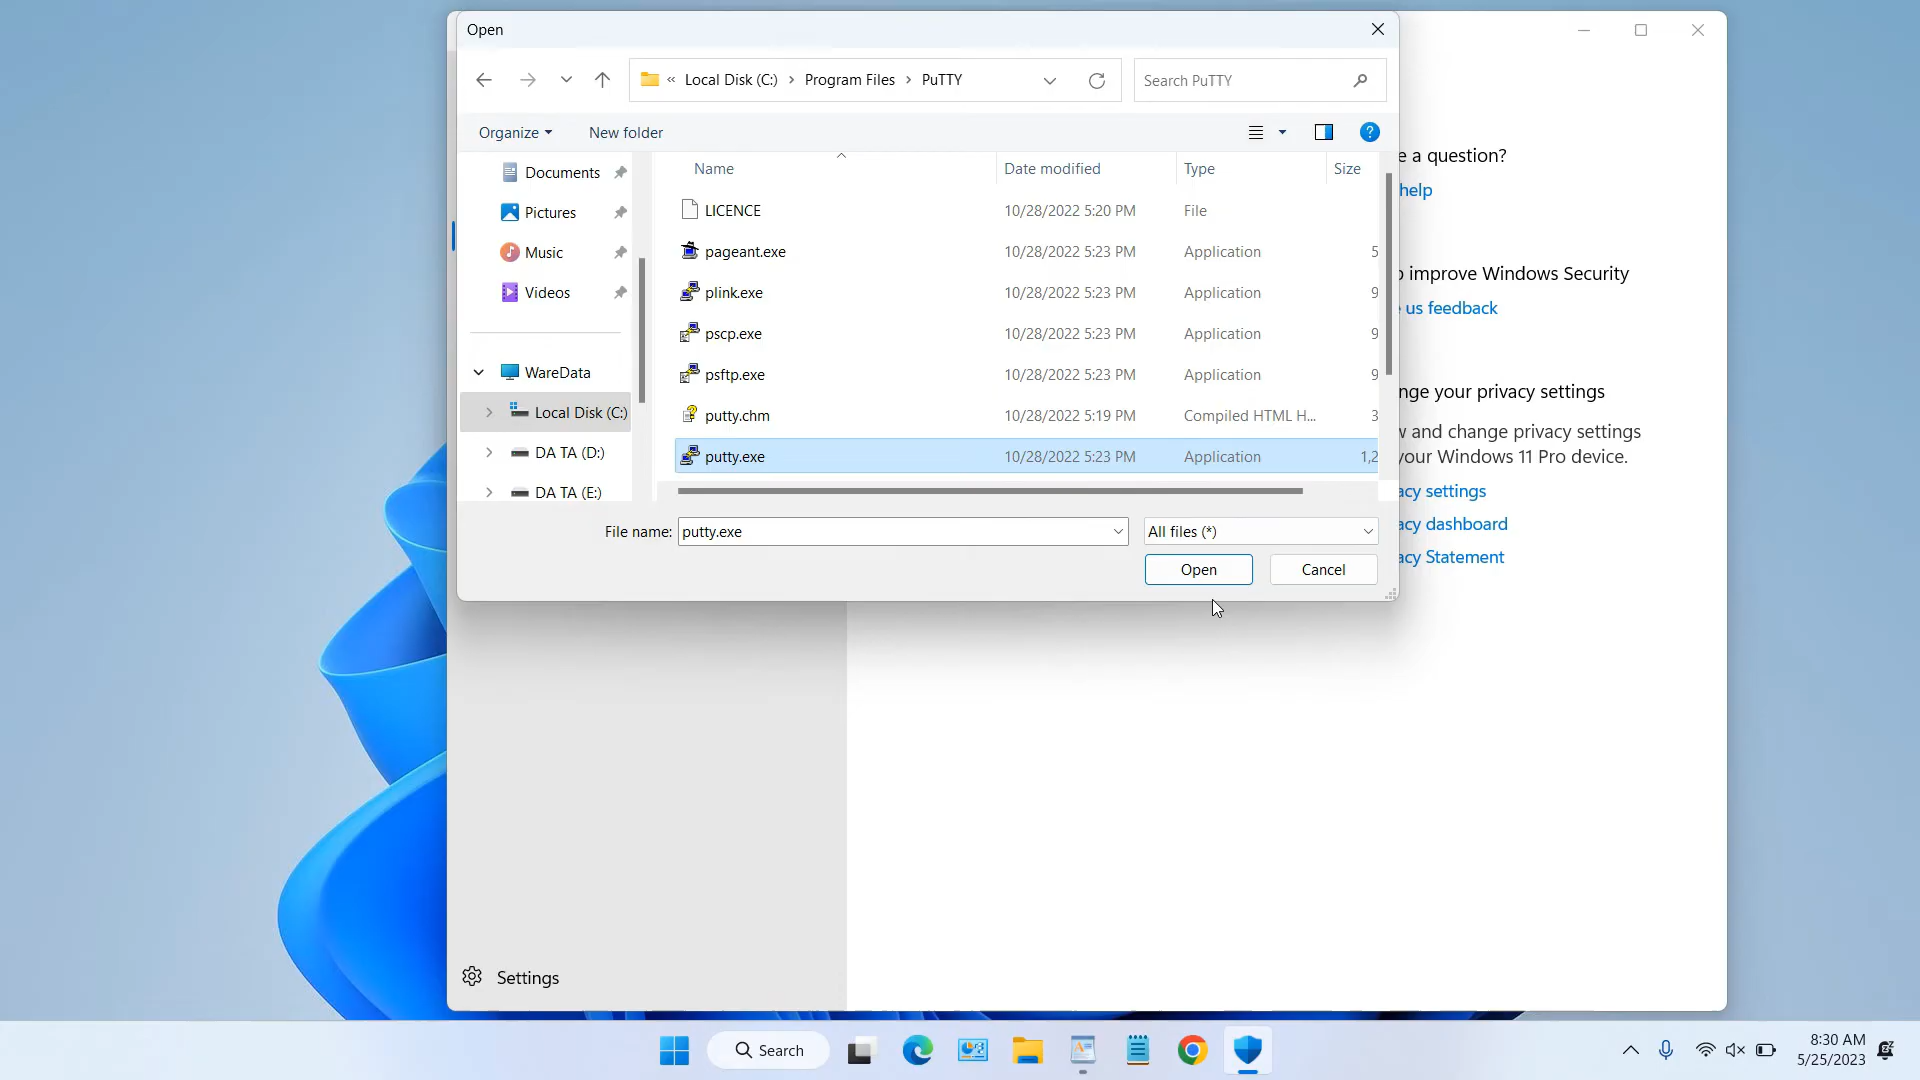 Open
« Local Disk (C:) > Program Files > PuTTY
Search PuTTY
Organize
New folder
?
Name
Date modified
Type
Size
Documents
Pictures
Music
Videos
WareData
Local Disk (C:)
DA TA (D:)
DA TA (E:)
LICENCE 10/28/2022 5:20 PM File
pageant.exe 10/28/2022 5:23 PM Application 5
plink.exe 10/28/2022 5:23 PM Application 9
pscp.exe 10/28/2022 5:23 PM Application 9
psftp.exe 10/28/2022 5:23 PM Application 9
putty.chm 10/28/2022 5:19 PM Compiled HTML H... 3
putty.exe 10/28/2022 5:23 PM Application 1,2
File name: putty.exe
All files (*)
Open
Cancel
e a question?
help
improve Windows Security
us feedback
nge your privacy settings
w and change privacy settings
your Windows 11 Pro device.
acy settings
acy dashboard
acy Statement
Settings
Search
8:30 AM
5/25/2023